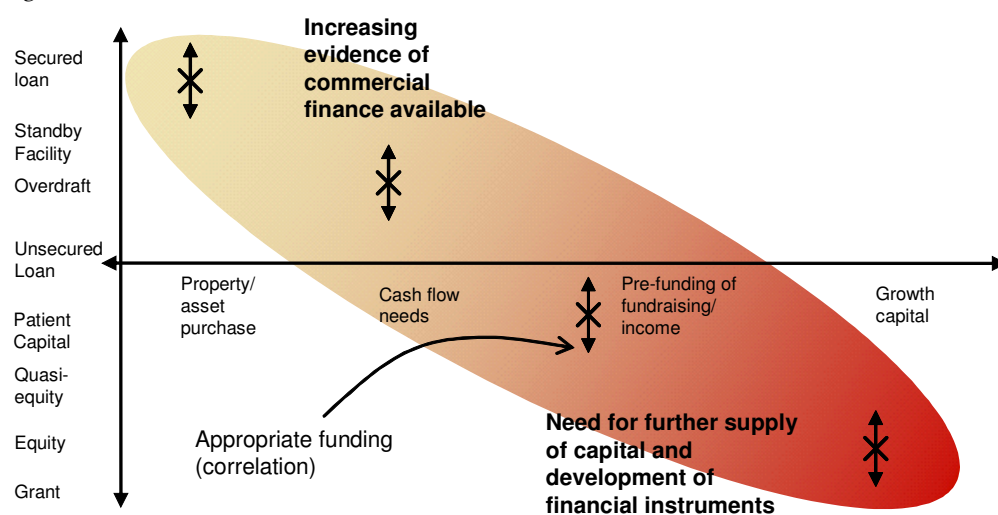 Increasing
evidence of
commercial
finance available
Secured
loan
Standby
Facility
Overdraft
Unsecured
Loan
Property/
asset
purchase
Cash flow
needs
Pre-funding of
fundraising/
income
Growth
capital
Patient
Capital
Quasi-
equity
Equity
Grant
Appropriate funding
(correlation)
Need for further supply
of capital and
development of
financial instruments